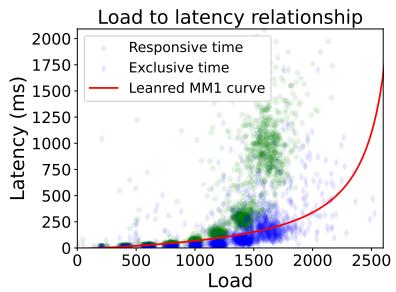 Load to latency relationship
Latency (ms)
2000
1750
1500
1250
1000
750
500
250
0
Responsive time
Exclusive time
Leanred MM1 curve
0 500 1000 1500 2000 2500
Load